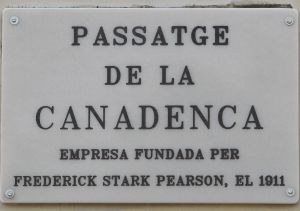 PASSATGE
DE LA
CANADENCA
EMPRESA FUNDADA PER
FREDERICK STARK PEARSON, EL 1911